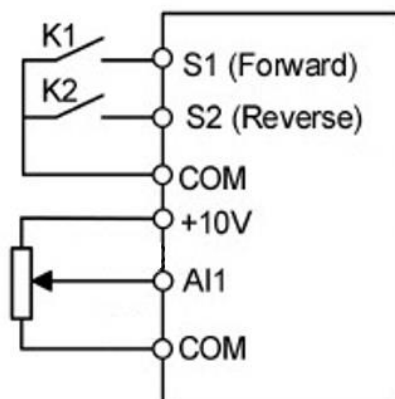 K1
S1 (Forward)
K2
S2 (Reverse)
COM
+10V
AI1
COM